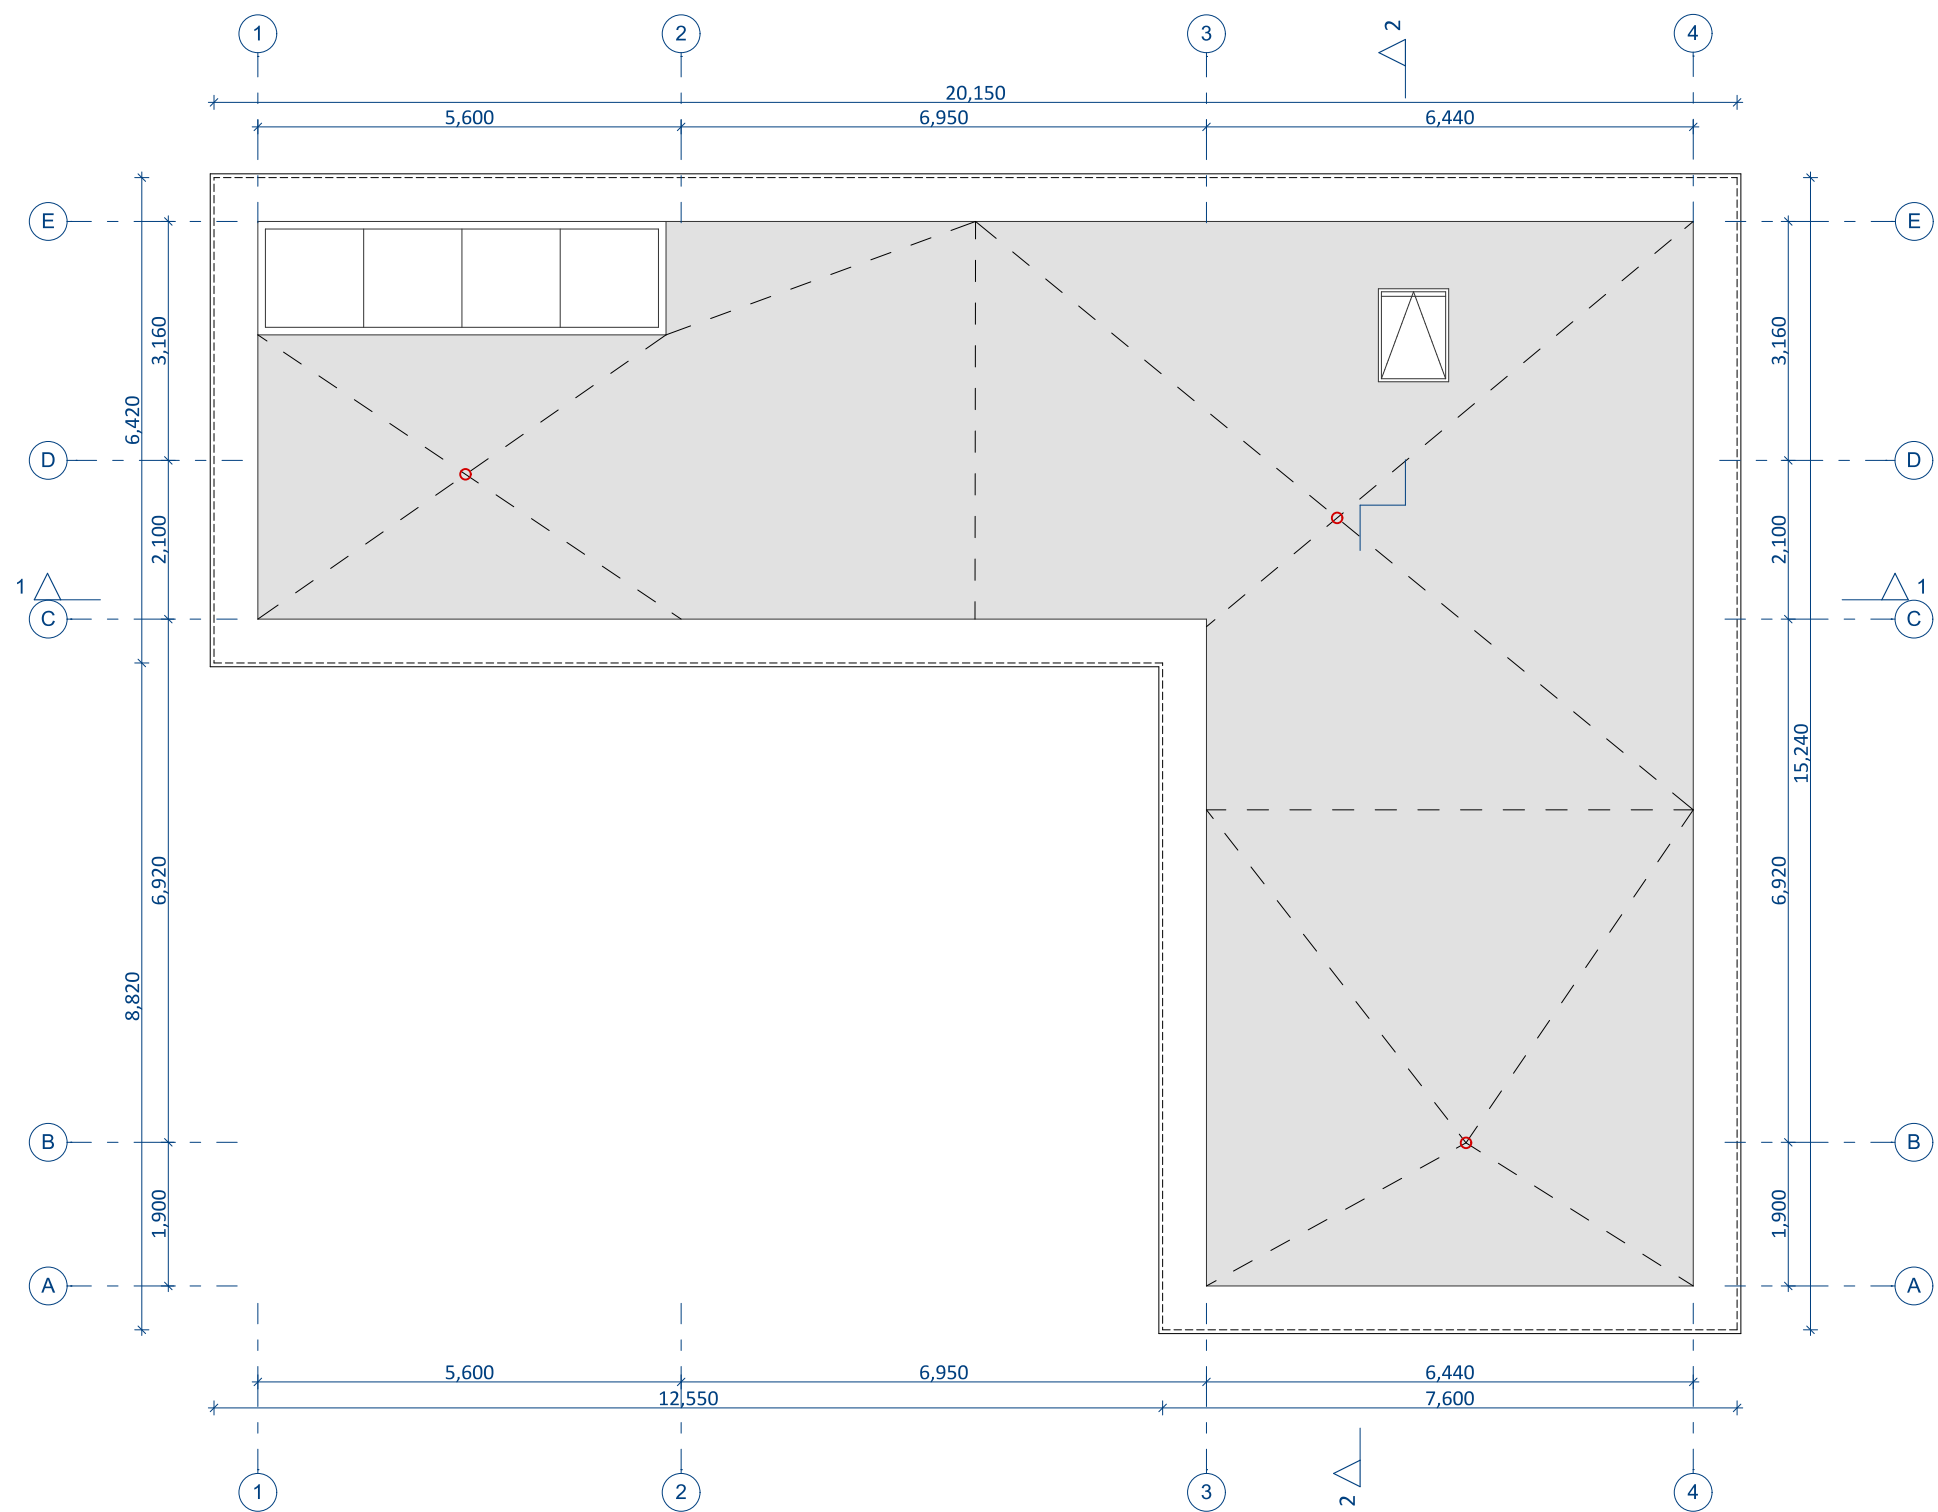 1 2 3 2 4
20,150
5,600 6,950 6,440
E E
3,160 3,160
6,420
D D
2,100 2,100
1 1
C C
15,240
6,920 6,920
8,820
B B
1,900 1,900
A A
5,600 6,950 6,440
12,550 7,600
1 2 3 2 4